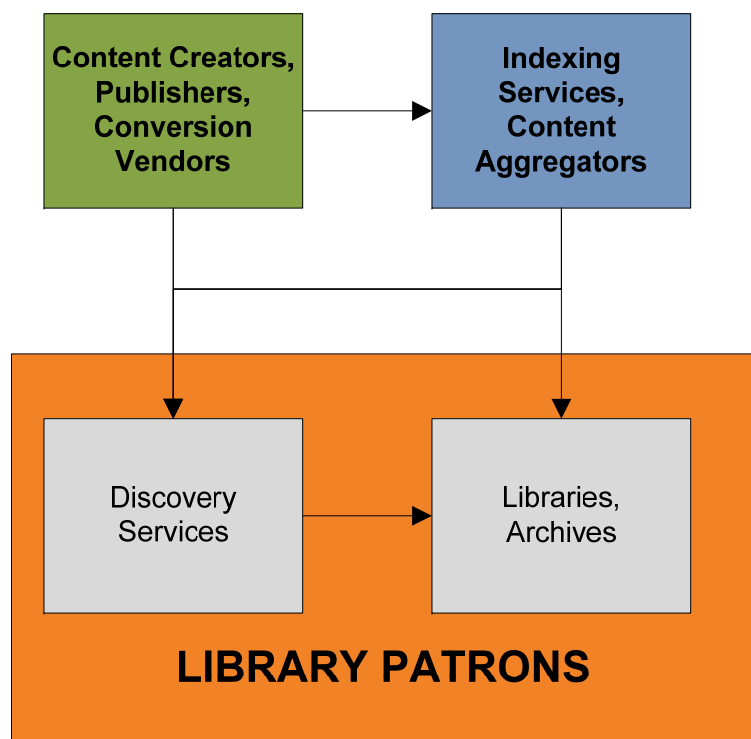 Content Creators,
Publishers,
Conversion
Vendors
Indexing
Services,
Content
Aggregators
Discovery
Services
Libraries,
Archives
LIBRARY PATRONS